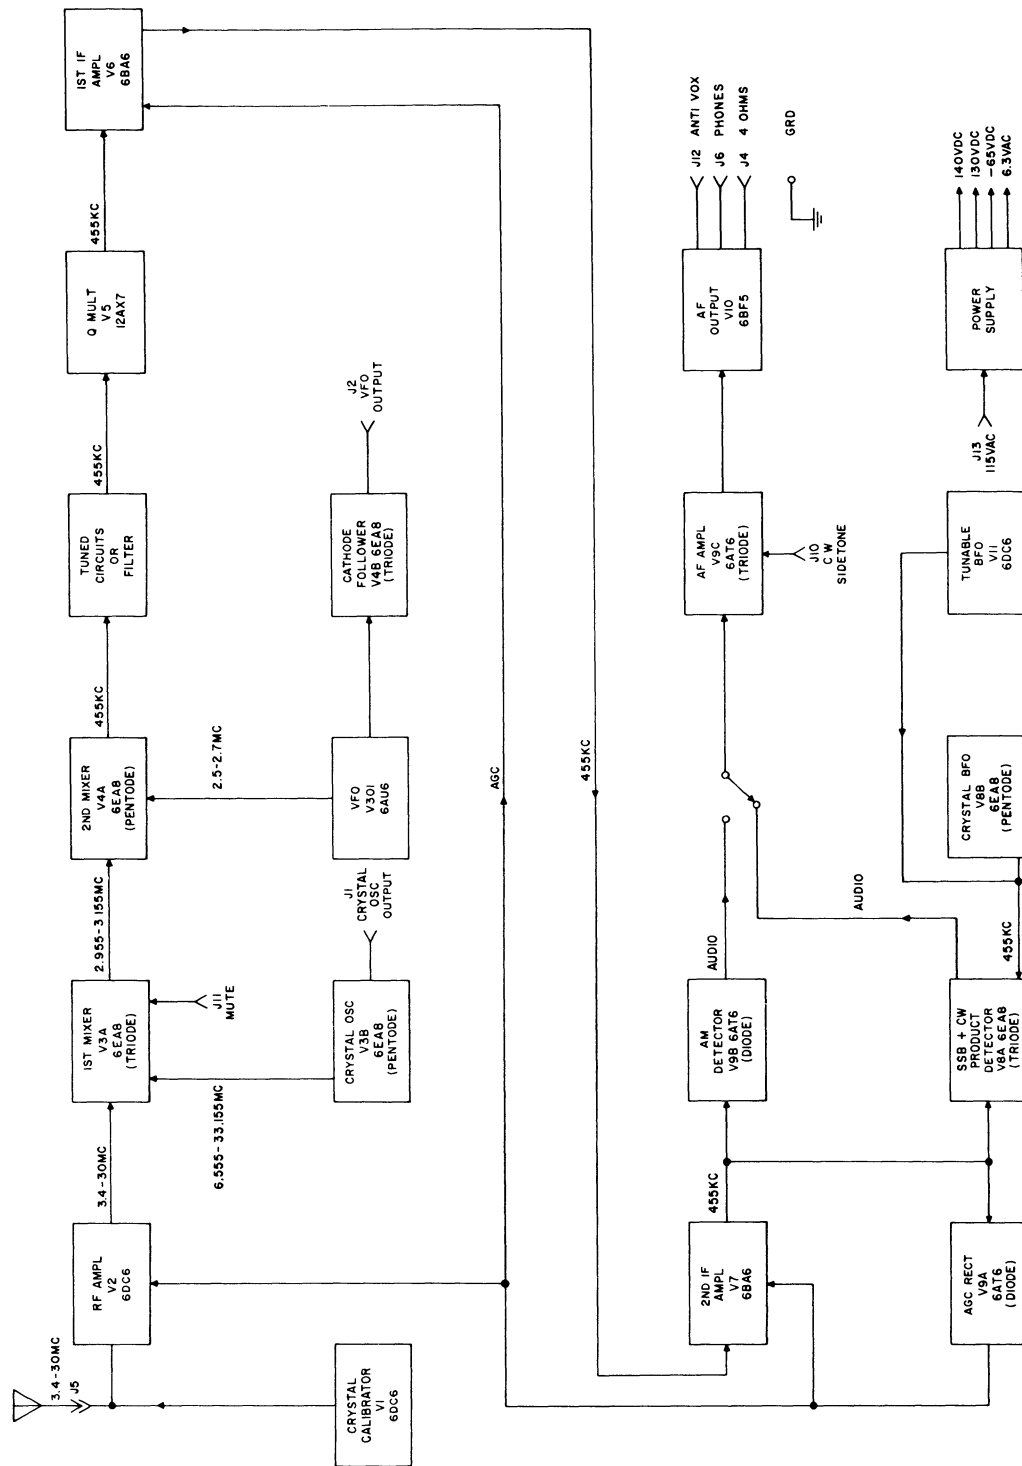 3.4-30MC
J5
CRYSTAL
CALIBRATOR
V1
6DC6
RF AMPL
V2
6DC6
3.4-30MC
1ST MIXER
V3A
6EA8
(TRIODE)
J11
MUTE
6.555-33.155MC
CRYSTAL OSC
V3B
6EA8
(PENTODE)
J1
CRYSTAL
OSC
OUTPUT
2.955-3.155MC
2ND MIXER
V4A
6EA8
(PENTODE)
2.5-2.7MC
VFO
V301
6AU6
455KC
TUNED
CIRCUITS
OR
FILTER
CATHODE
FOLLOWER
V4B 6EA8
(TRIODE)
J2
VFO
OUTPUT
455KC
Q MULT
V5
12AX7
455KC
1ST IF
AMPL
V6
6BA6
AGC
455KC
2ND IF
AMPL
V7
6BA6
455KC
AGC RECT
V9A
6AT6
(DIODE)
AM
DETECTOR
V9B 6AT6
(DIODE)
AUDIO
SSB + CW
PRODUCT
DETECTOR
V8A 6EA8
(TRIODE)
AUDIO
455KC
CRYSTAL BFO
V8B
6EA8
(PENTODE)
TUNABLE
BFO
V11
6DC6
AF AMPL
V9C
6AT6
(TRIODE)
J10
CW
SIDETONE
AF
OUTPUT
V10
6BF5
J12 ANTI VOX
J6 PHONES
J4 4 OHMS
GRD
J13
115VAC
POWER
SUPPLY
140VDC
130VDC
-65VDC
6.3VAC